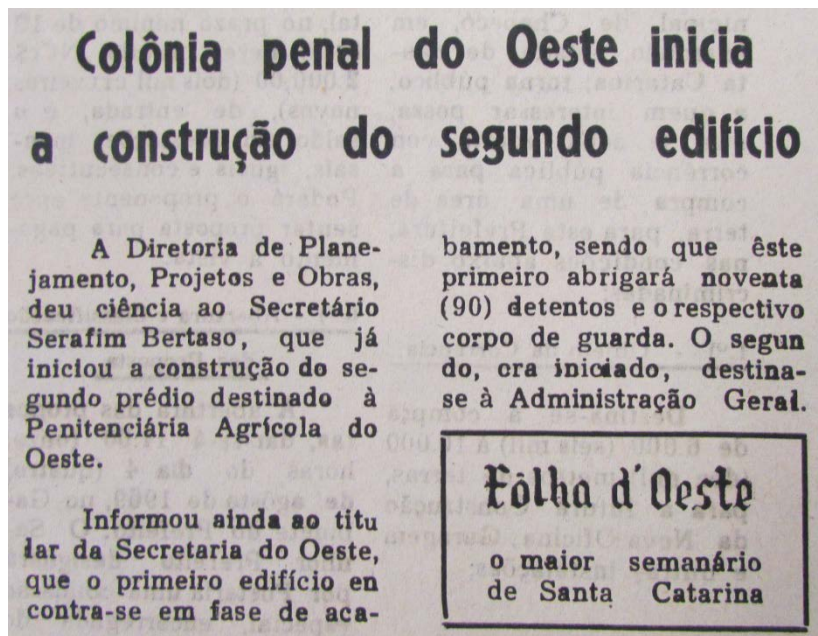 Colônia penal do Oeste inicia
a construção do segundo edifício
A Diretoria de Plane-
jamento, Projetos e Obras,
deu ciência ao Secretário
Serafim Bertaso, que já
iniciou a construção do se-
gundo prédio destinado à
Penitenciária Agrícola do
Oeste.
Informou ainda ao titu
lar da Secretaria do Oeste,
que o primeiro edifício en
contra-se em fase de aca-
bamento, sendo que êste
primeiro abrigará noventa
(90) detentos e o respectivo
corpo de guarda. O segun
do, ora iniciado, destina-
se à Administração Geral.
Fôlha d'Oeste
o maior semanário
de Santa Catarina